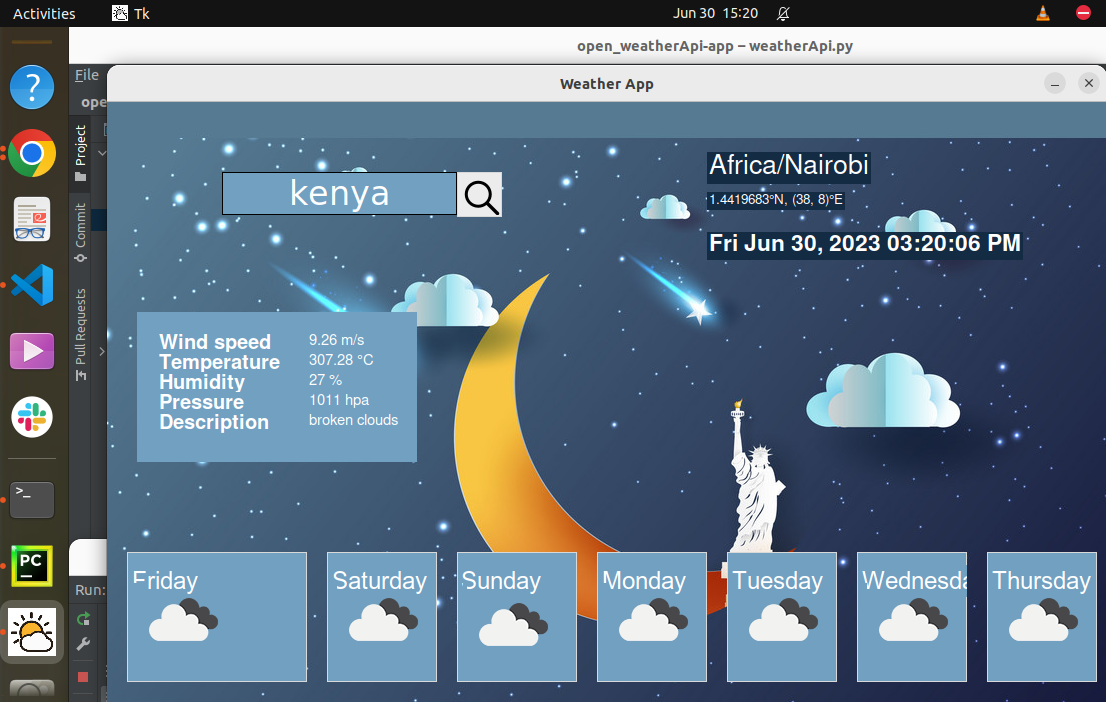 Activities
Tk
Jun 30 15:20
open_weatherApi-app – weatherApi.py
File
Weather App
ope
Project
Commit
Pull Requests
kenya
Africa/Nairobi
1.4419683°N, (38, 8)°E
Fri Jun 30, 2023 03:20:06 PM
Wind speed 9.26 m/s
Temperature 307.28 °C
Humidity 27 %
Pressure 1011 hpa
Description broken clouds
>_
PC
Run:
Friday
Saturday
Sunday
Monday
Tuesday
Wednesda
Thursday